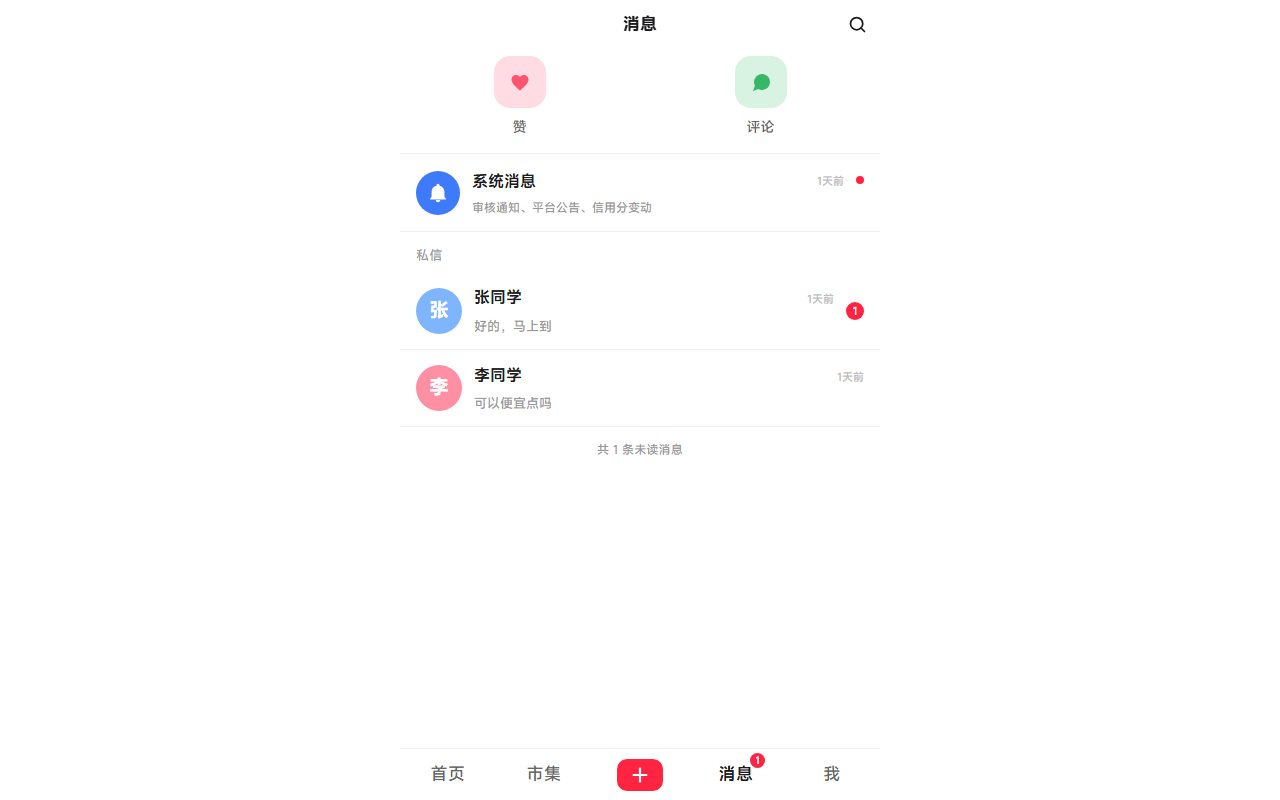 消息
赞
评论
系统消息
1天前
审核通知、平台公告、信用分变动
私信
张
张同学
1天前
好的，马上到
1
李
李同学
1天前
可以便宜点吗
共 1 条未读消息
首页
市集
消息
1
我